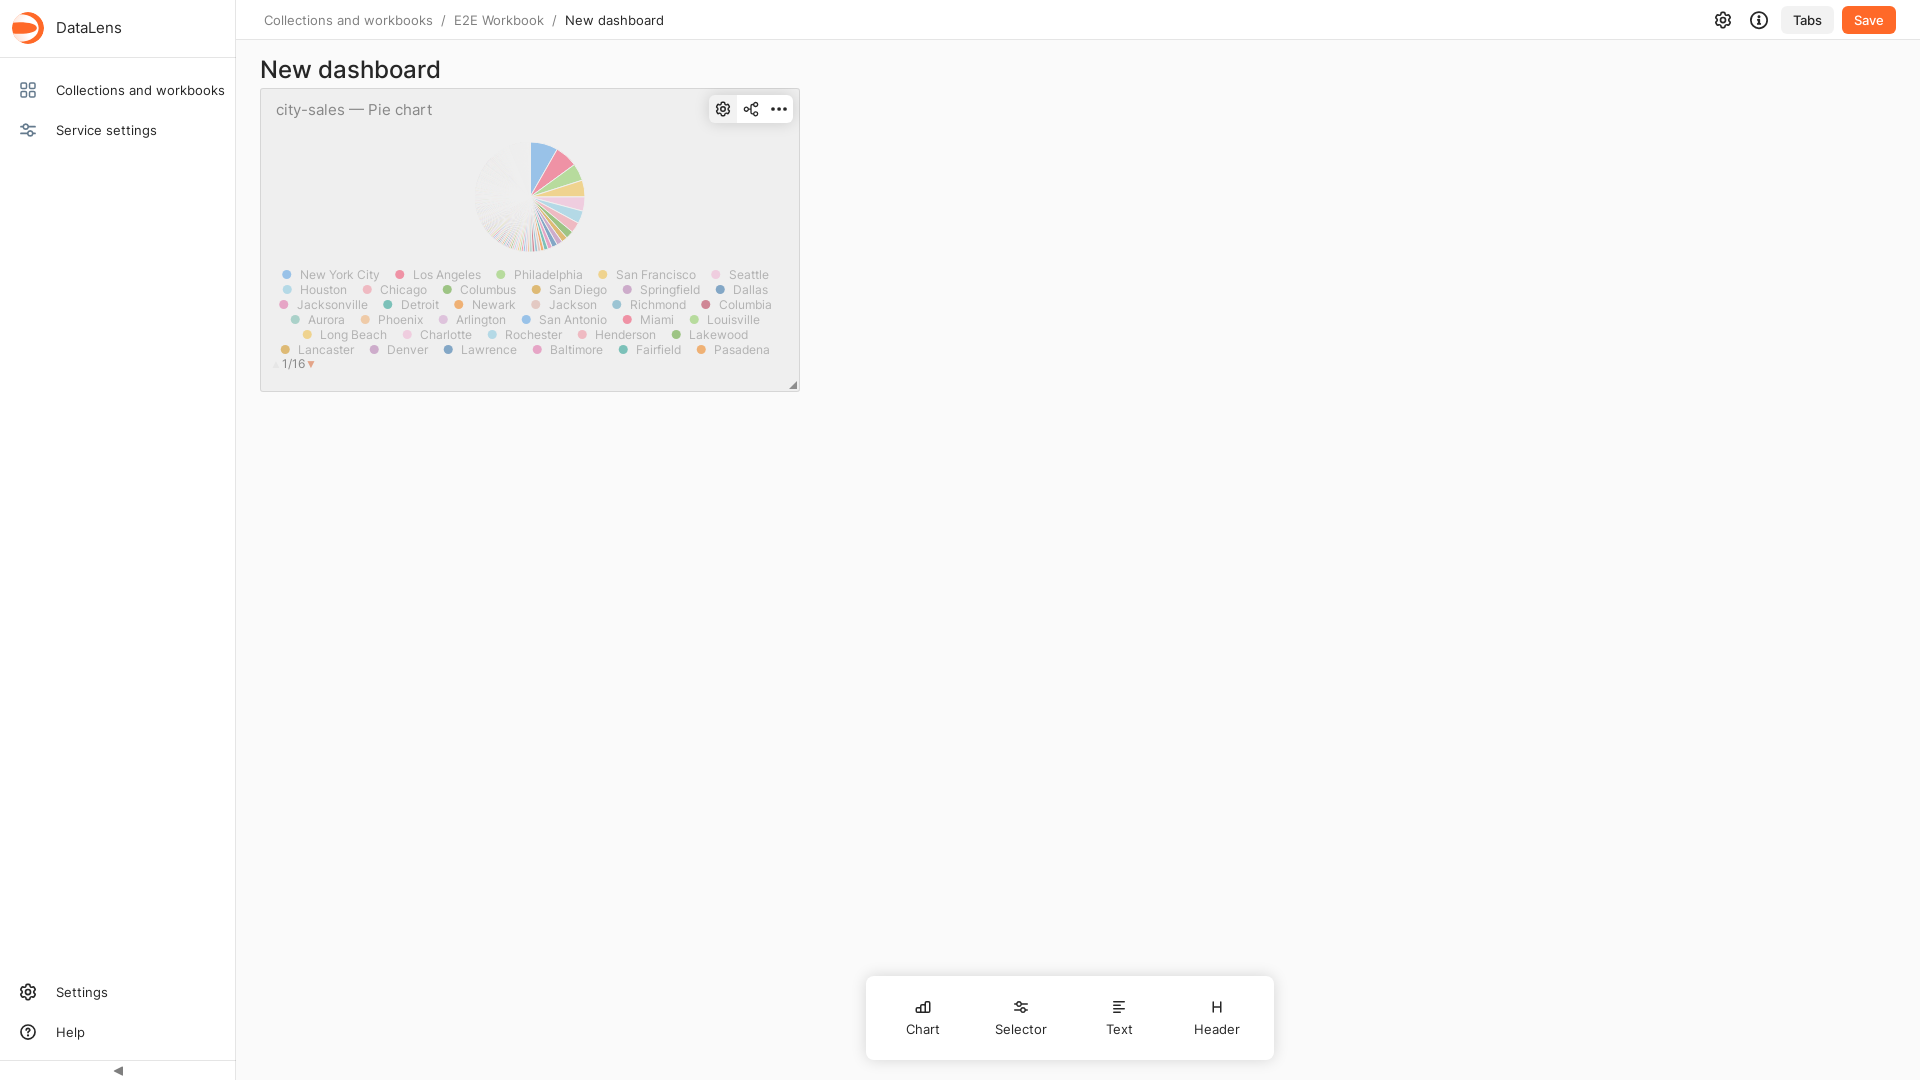 DataLens
Collections and workbooks
Service settings
Settings
Help
Collections and workbooks / E2E Workbook / New dashboard
Tabs
Save
New dashboard
city-sales — Pie chart
New York City Los Angeles Philadelphia San Francisco Seattle
Houston Chicago Columbus San Diego Springfield Dallas
Jacksonville Detroit Newark Jackson Richmond Columbia
Aurora Phoenix Arlington San Antonio Miami Louisville
Long Beach Charlotte Rochester Henderson Lakewood
Lancaster Denver Lawrence Baltimore Fairfield Pasadena
1/16
Chart
Selector
Text
Header